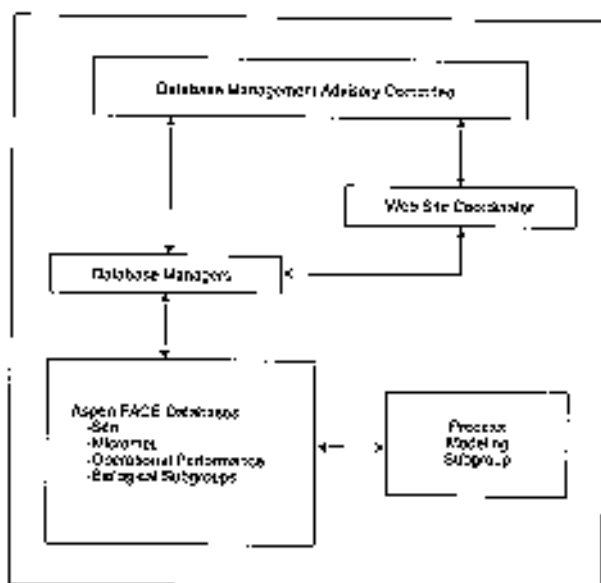 Database Management Advisory Committee
Web Site Coordinator
Database Managers
Aspen FACE Databases
-Site
-Micromet
-Operational Performance
-Biological Subgroups
Process
Modeling
Subgroup